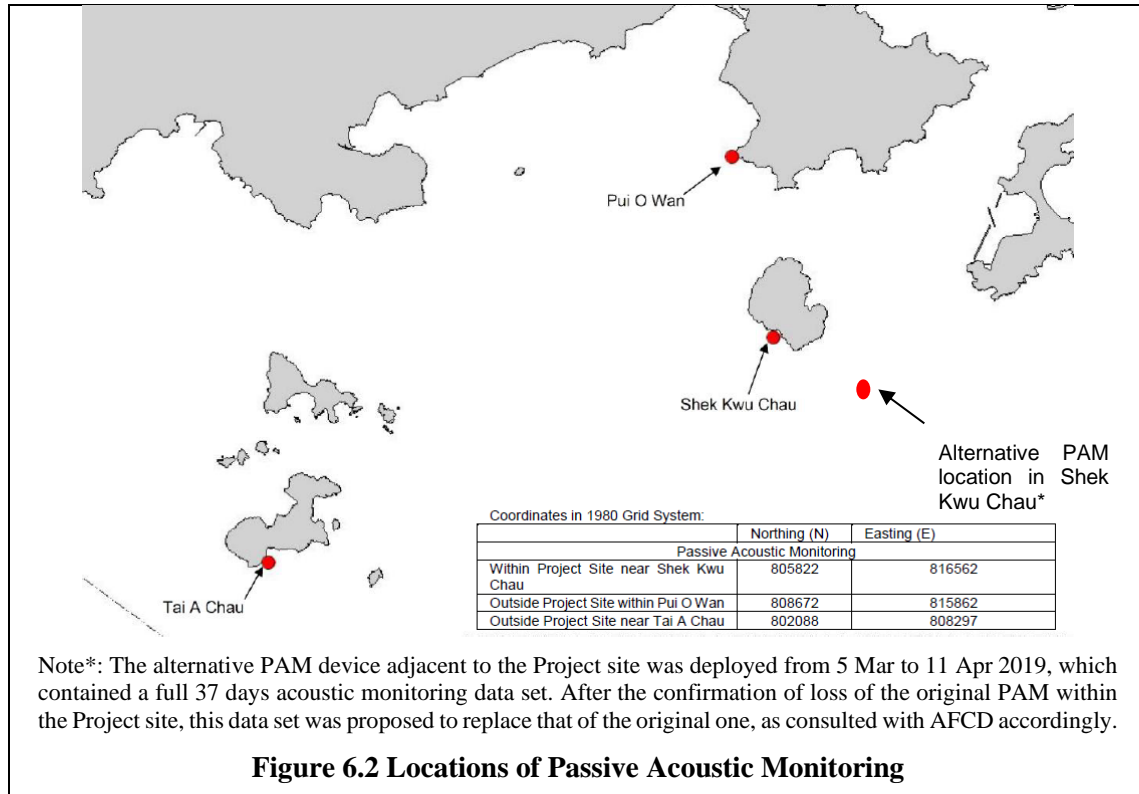 Pui O Wan
Shek Kwu Chau
Alternative PAM
location in Shek
Kwu Chau*
Tai A Chau
Coordinates in 1980 Grid System:
Northing (N) Easting (E)
Passive Acoustic Monitoring
Within Project Site near Shek Kwu 805822 816562
Chau
Outside Project Site within Pui O Wan 808672 815862
Outside Project Site near Tai A Chau 802088 808297
Note*: The alternative PAM device adjacent to the Project site was deployed from 5 Mar to 11 Apr 2019, which
contained a full 37 days acoustic monitoring data set. After the confirmation of loss of the original PAM within
the Project site, this data set was proposed to replace that of the original one, as consulted with AFCD accordingly.
Figure 6.2 Locations of Passive Acoustic Monitoring